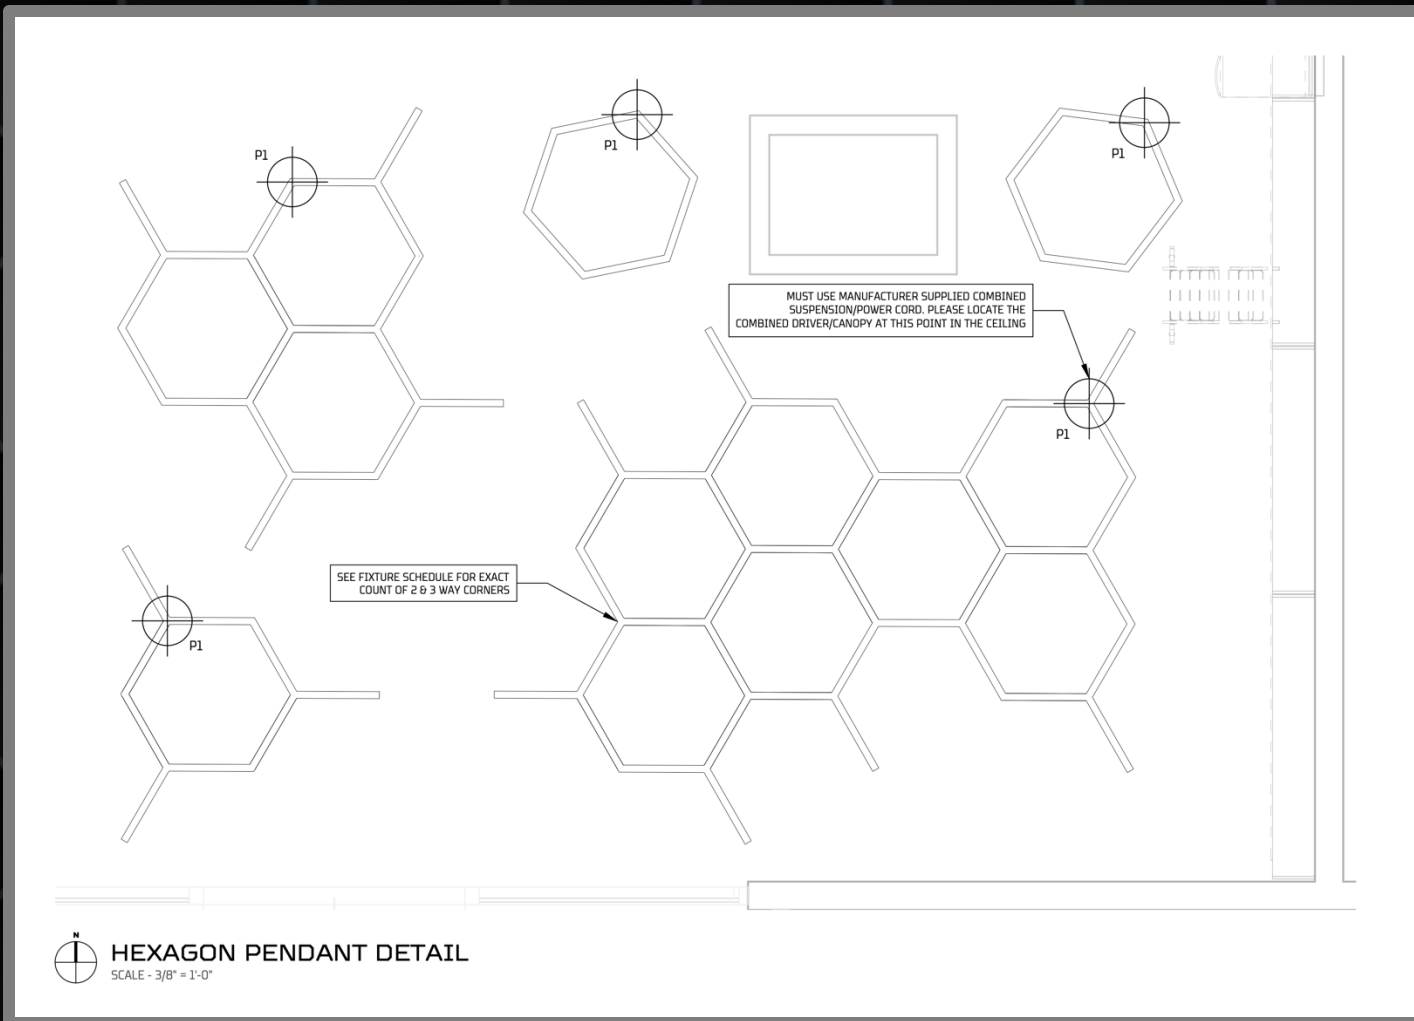 P1
P1
P1
MUST USE MANUFACTURER SUPPLIED COMBINED
SUSPENSION/POWER CORD. PLEASE LOCATE THE
COMBINED DRIVER/CANOPY AT THIS POINT IN THE CEILING
P1
SEE FIXTURE SCHEDULE FOR EXACT
COUNT OF 2 & 3 WAY CORNERS
P1
N
HEXAGON PENDANT DETAIL
SCALE - 3/8" = 1'-0"